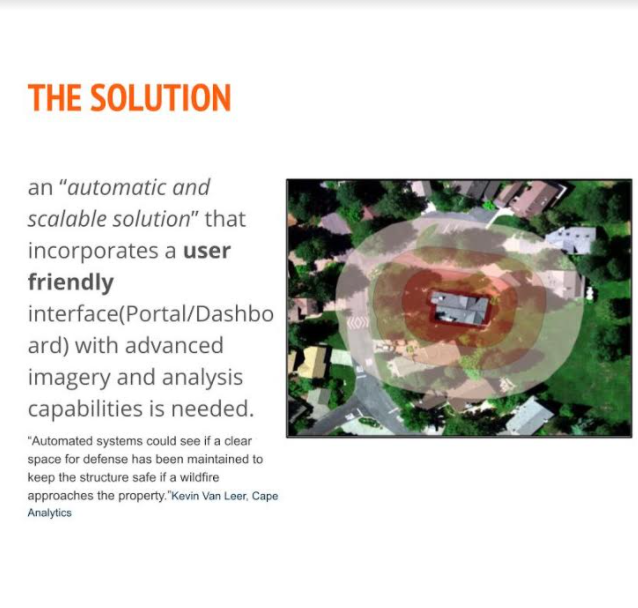 THE SOLUTION
an “automatic and
scalable solution” that
incorporates a user
friendly
interface(Portal/Dashbo
ard) with advanced
imagery and analysis
capabilities is needed.
"Automated systems could see if a clear
space for defense has been maintained to
keep the structure safe if a wildfire
approaches the property."Kevin Van Leer, Cape
Analytics